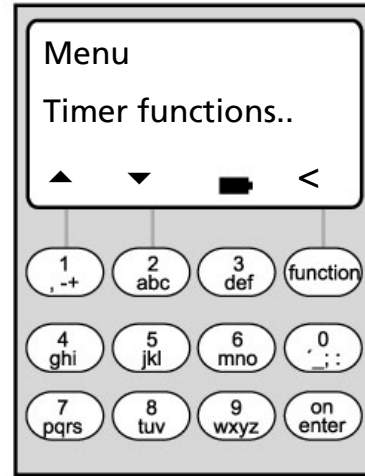 Menu
Timer functions..
<
1 2 3 function
, -+ abc def
4 5 6 0
ghi jkl mno ´_; :
7 8 9 on
pqrs tuv wxyz enter